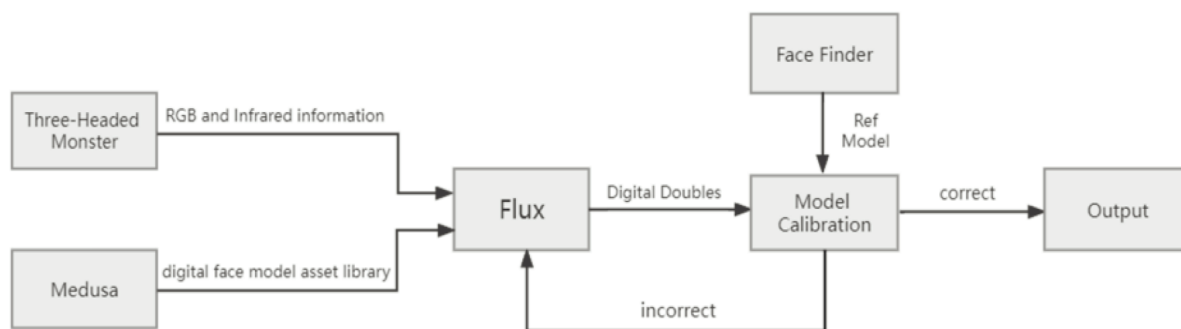 Face Finder
Three-Headed
Monster
RGB and Infrared information
Ref
Model
Flux
Digital Doubles
Model
Calibration
correct
Output
Medusa
digital face model asset library
incorrect